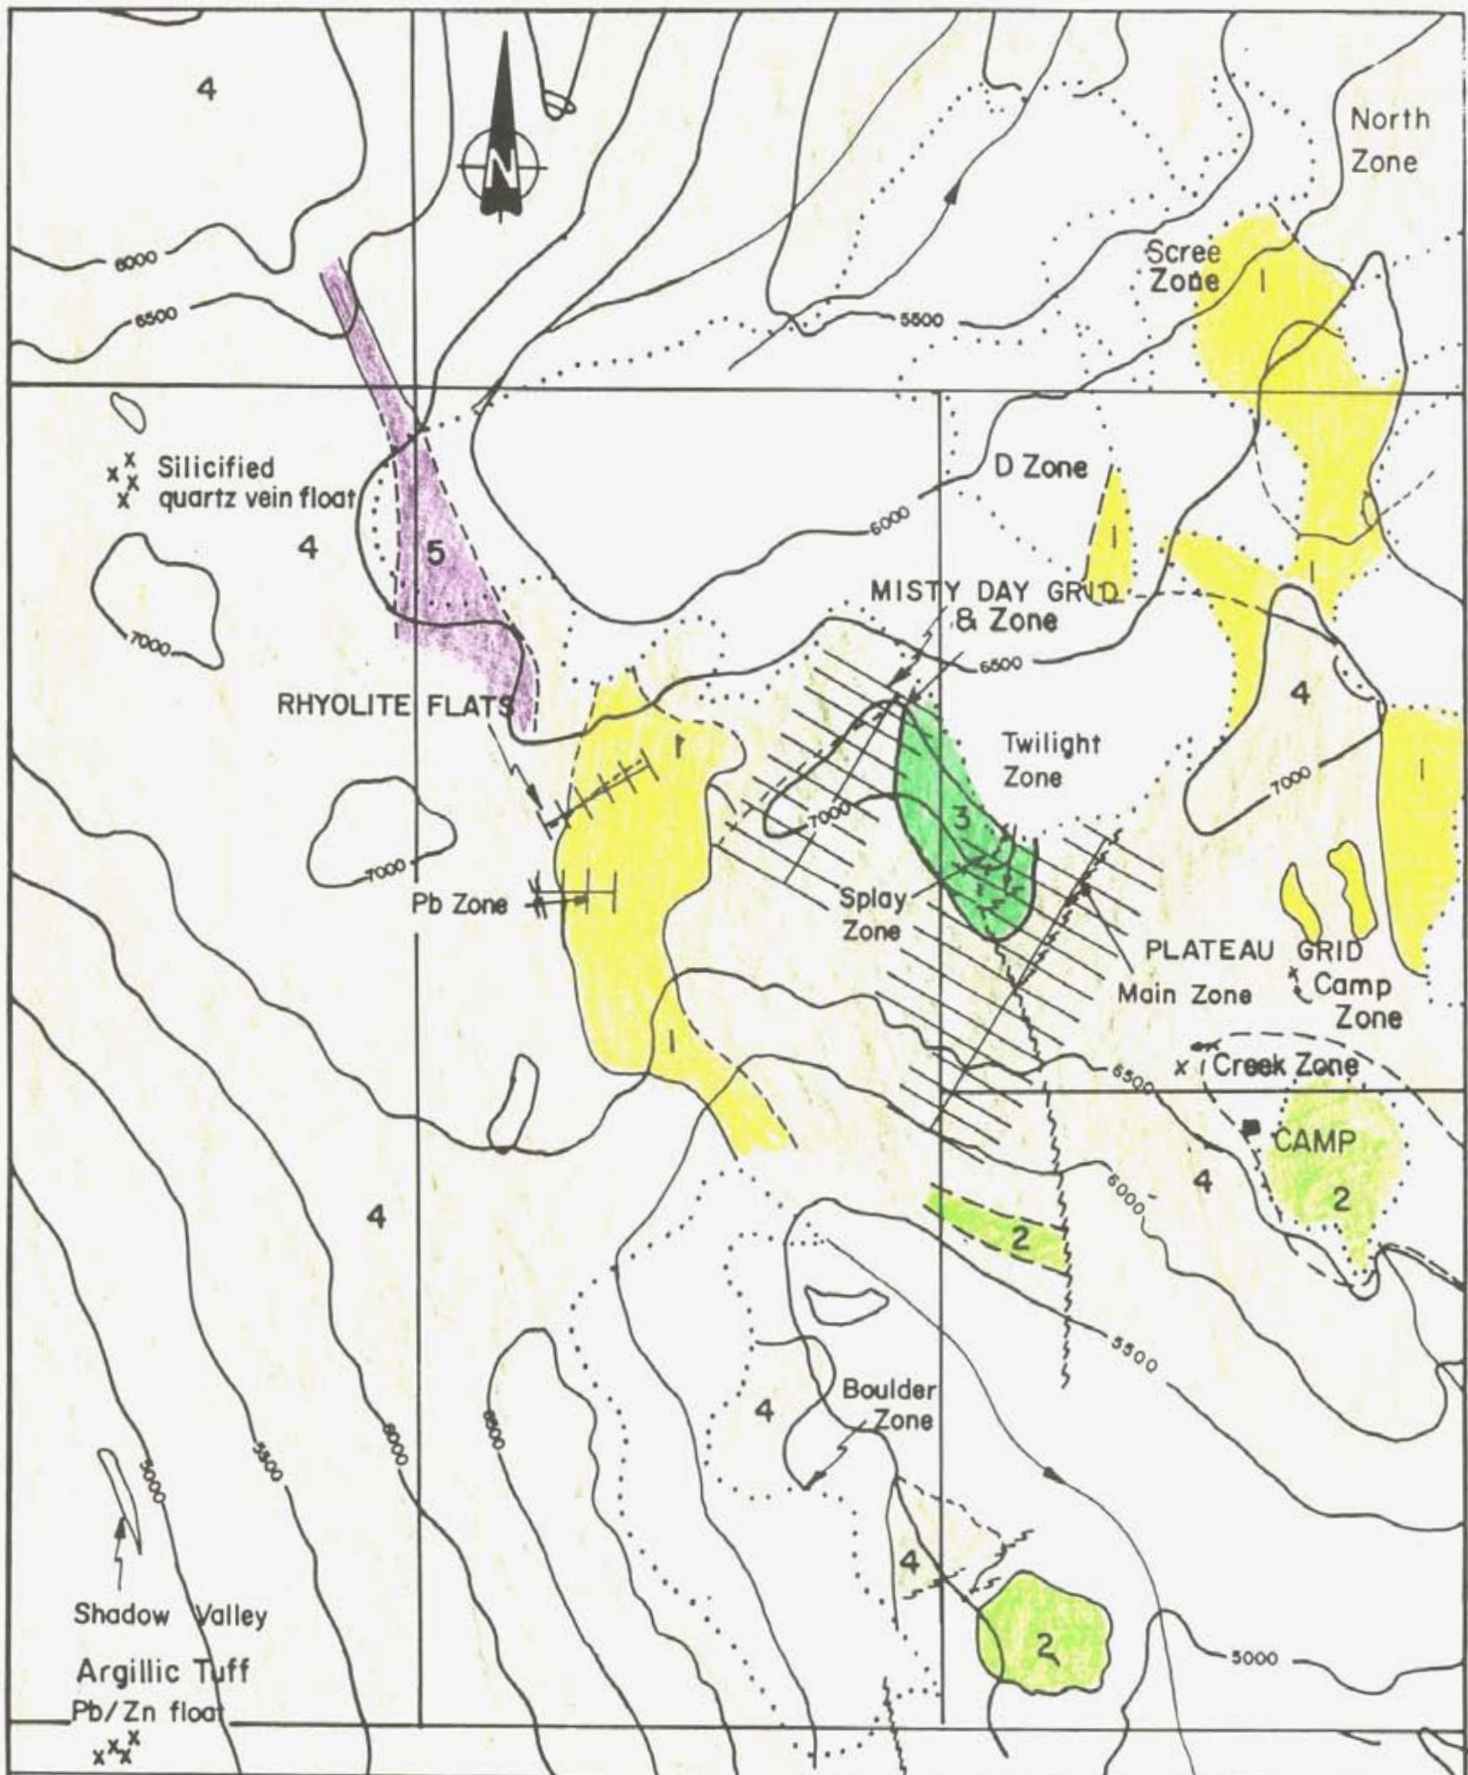 4
N
North
Zone
Scree
Zone
1
6000
6500
5500
Silicified
quartz vein float
4
5
D Zone
1
6000
MISTY DAY GRID
& Zone
1
7000
6500
4
RHYOLITE FLATS
1
Twilight
Zone
7000
1
3
7000
7000
Pb Zone
Splay
Zone
PLATEAU GRID
Main Zone
Camp
Zone
1
Creek Zone
6500
CAMP
4
6000
2
4
2
5500
4
Boulder
Zone
6500
6000
5500
5000
4
2
5000
Shadow Valley
Argillic Tuff
Pb/Zn float